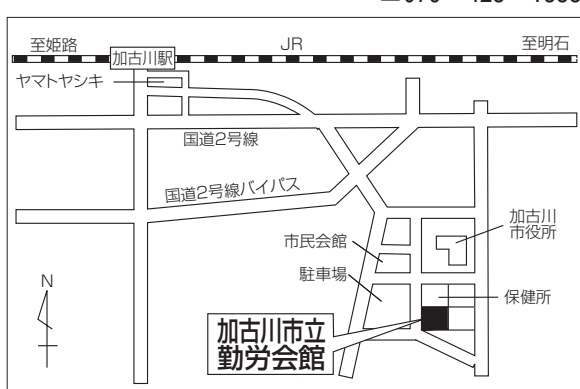 至姫路
JR
至明石
加古川駅
ヤマトヤシキ
国道2号線
国道2号線バイパス
加古川
市役所
市民会館
駐車場
保健所
N
加古川市立
勤労会館